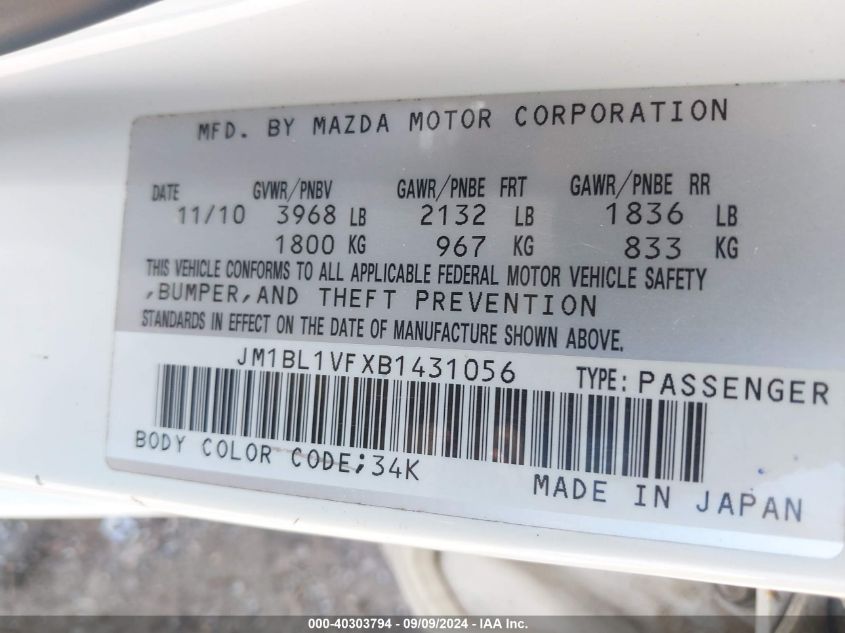 MFD. BY MAZDA MOTOR CORPORATION
DATE GVWR/PNBV GAWR/PNBE FRT GAWR/PNBE RR
11/10 3968 LB 2132 LB 1836 LB
1800 KG 967 KG 833 KG
THIS VEHICLE CONFORMS TO ALL APPLICABLE FEDERAL MOTOR VEHICLE SAFETY
,BUMPER,AND THEFT PREVENTION
STANDARDS IN EFFECT ON THE DATE OF MANUFACTURE SHOWN ABOVE.
JM1BL1VFXB1431056 TYPE: PASSENGER
BODY COLOR CODE;34K
MADE IN JAPAN
000-40303794 - 09/09/2024 - IAA Inc.